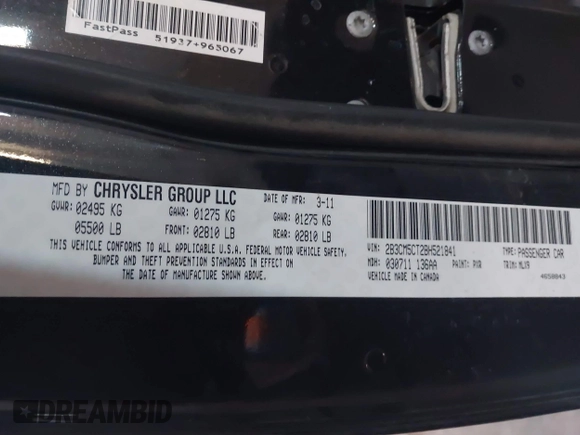 FastPass 51937+963067
MFD BY CHRYSLER GROUP LLC DATE OF MFR: 3-11
GVWR: 02495 KG GAWR: 01275 KG GAWR: 01275 KG
05500 LB FRONT: 02810 LB REAR: 02810 LB
THIS VEHICLE CONFORMS TO ALL APPLICABLE U.S.A. FEDERAL MOTOR VEHICLE SAFETY,
BUMPER AND THEFT PREVENTION STANDARDS IN EFFECT ON THE
DATE OF MANUFACTURE SHOWN ABOVE.
VIN: 2B3CM5CT2BH521841 TYPE: PASSENGER CAR
MDH: 030711 136AA PAINT: PXR TRIM: MLX9
VEHICLE MADE IN CANADA 4658843
DREAMBID